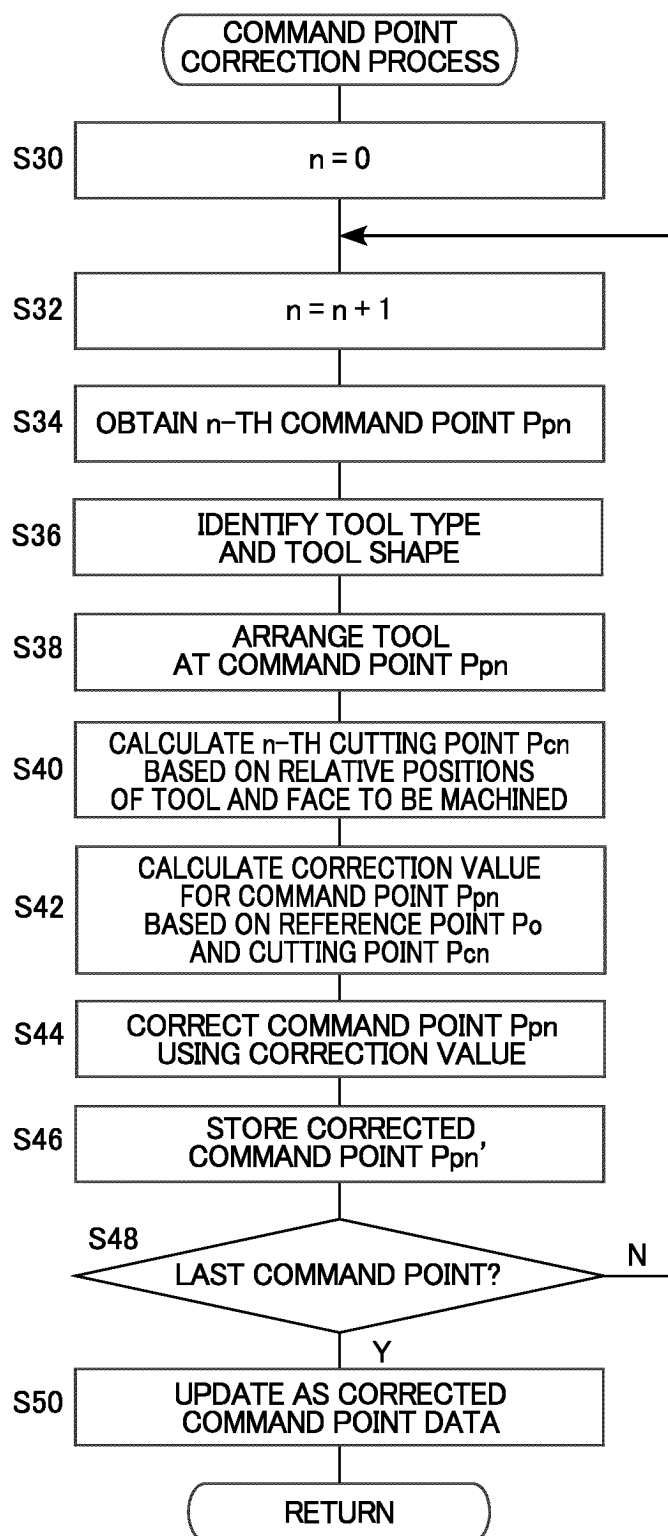 COMMAND POINT
CORRECTION PROCESS
S30
n = 0
S32
n = n + 1
S34
OBTAIN n-TH COMMAND POINT Ppn
S36
IDENTIFY TOOL TYPE
AND TOOL SHAPE
S38
ARRANGE TOOL
AT COMMAND POINT Ppn
S40
CALCULATE n-TH CUTTING POINT Pcn
BASED ON RELATIVE POSITIONS
OF TOOL AND FACE TO BE MACHINED
S42
CALCULATE CORRECTION VALUE
FOR COMMAND POINT Ppn
BASED ON REFERENCE POINT Po
AND CUTTING POINT Pcn
S44
CORRECT COMMAND POINT Ppn
USING CORRECTION VALUE
S46
STORE CORRECTED
COMMAND POINT Ppn'
S48
LAST COMMAND POINT?
N
Y
S50
UPDATE AS CORRECTED
COMMAND POINT DATA
RETURN